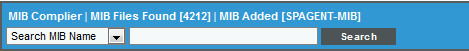 MIB Complier | MIB Files Found [4212] | MIB Added [SPAGENT-MIB]
Search MIB Name Search